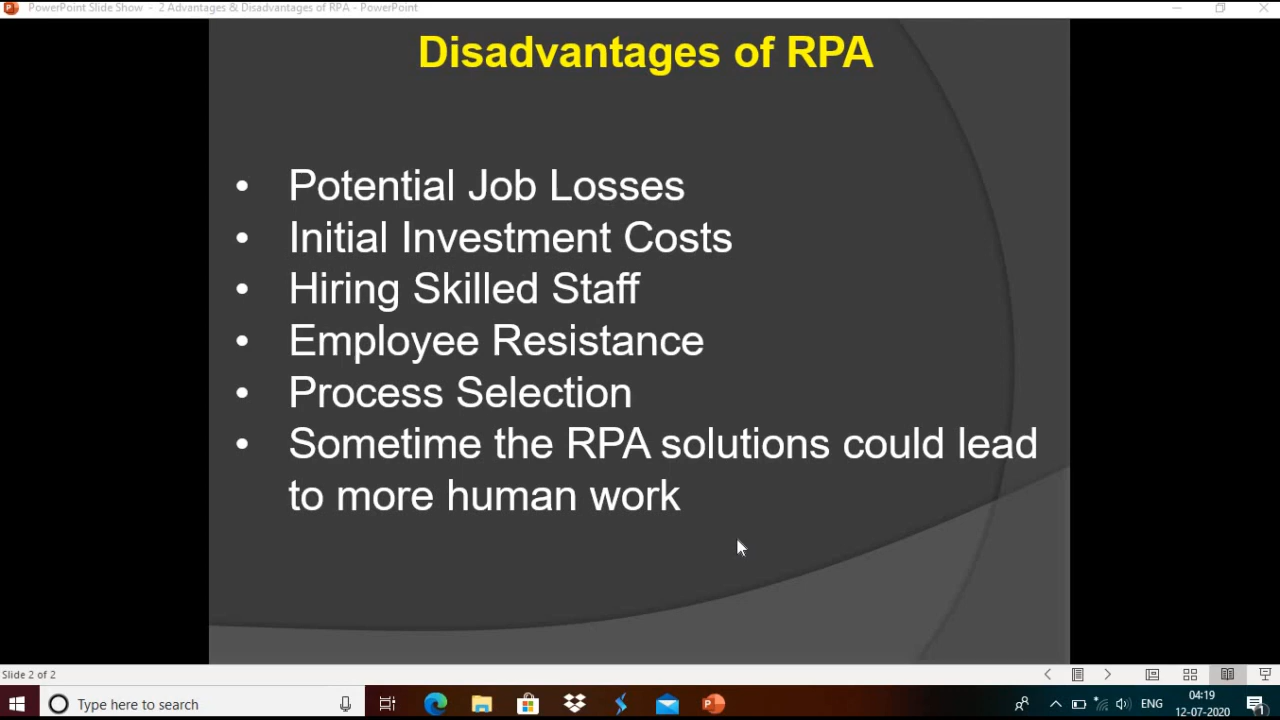 PowerPoint Slide Show - 2 Advantages & Disadvantages of RPA - PowerPoint
Disadvantages of RPA
• Potential Job Losses
• Initial Investment Costs
• Hiring Skilled Staff
• Employee Resistance
• Process Selection
• Sometime the RPA solutions could lead
to more human work
Slide 2 of 2
Type here to search
ENG
04:19
12-07-2020
1